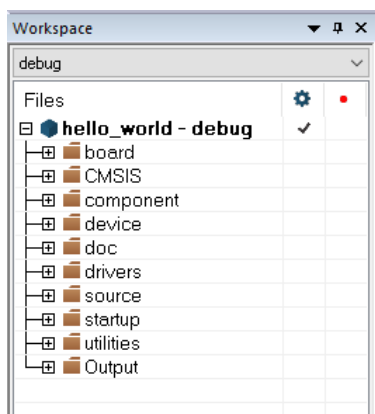 Workspace
debug
Files
hello_world - debug
board
CMSIS
component
device
doc
drivers
source
startup
utilities
Output